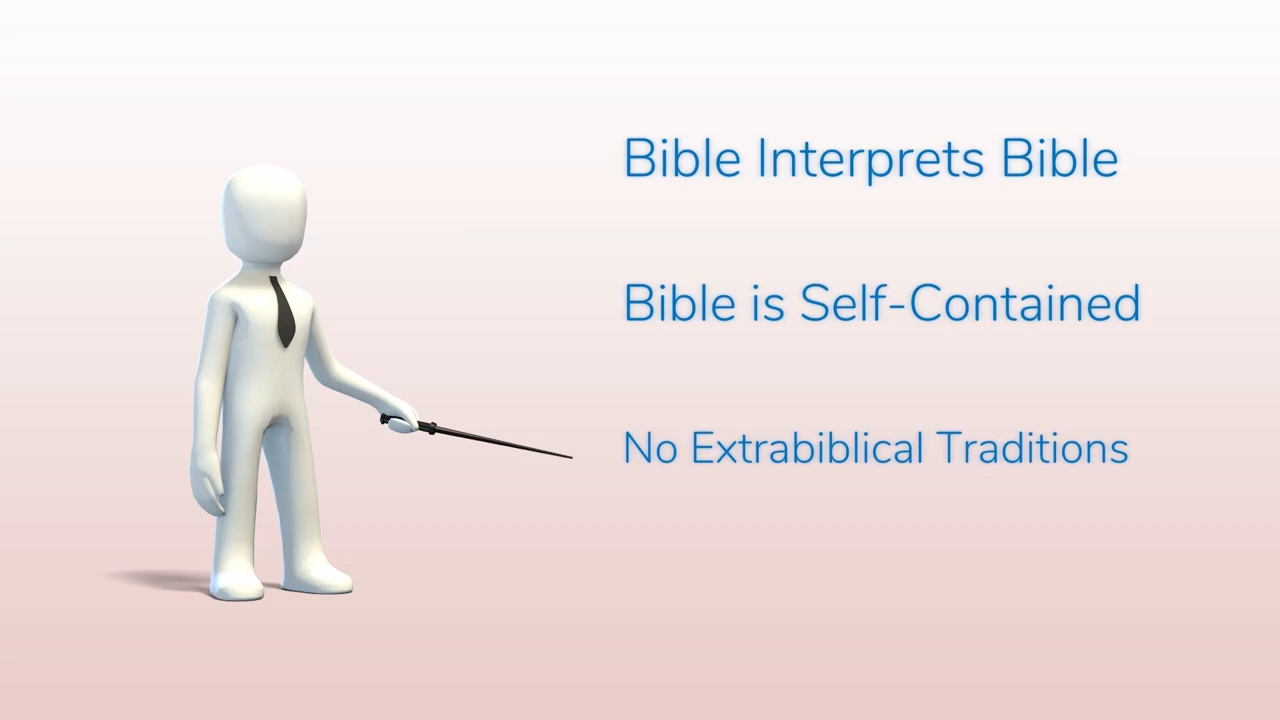 Bible Interprets Bible
Bible is Self-Contained
No Extrabiblical Traditions